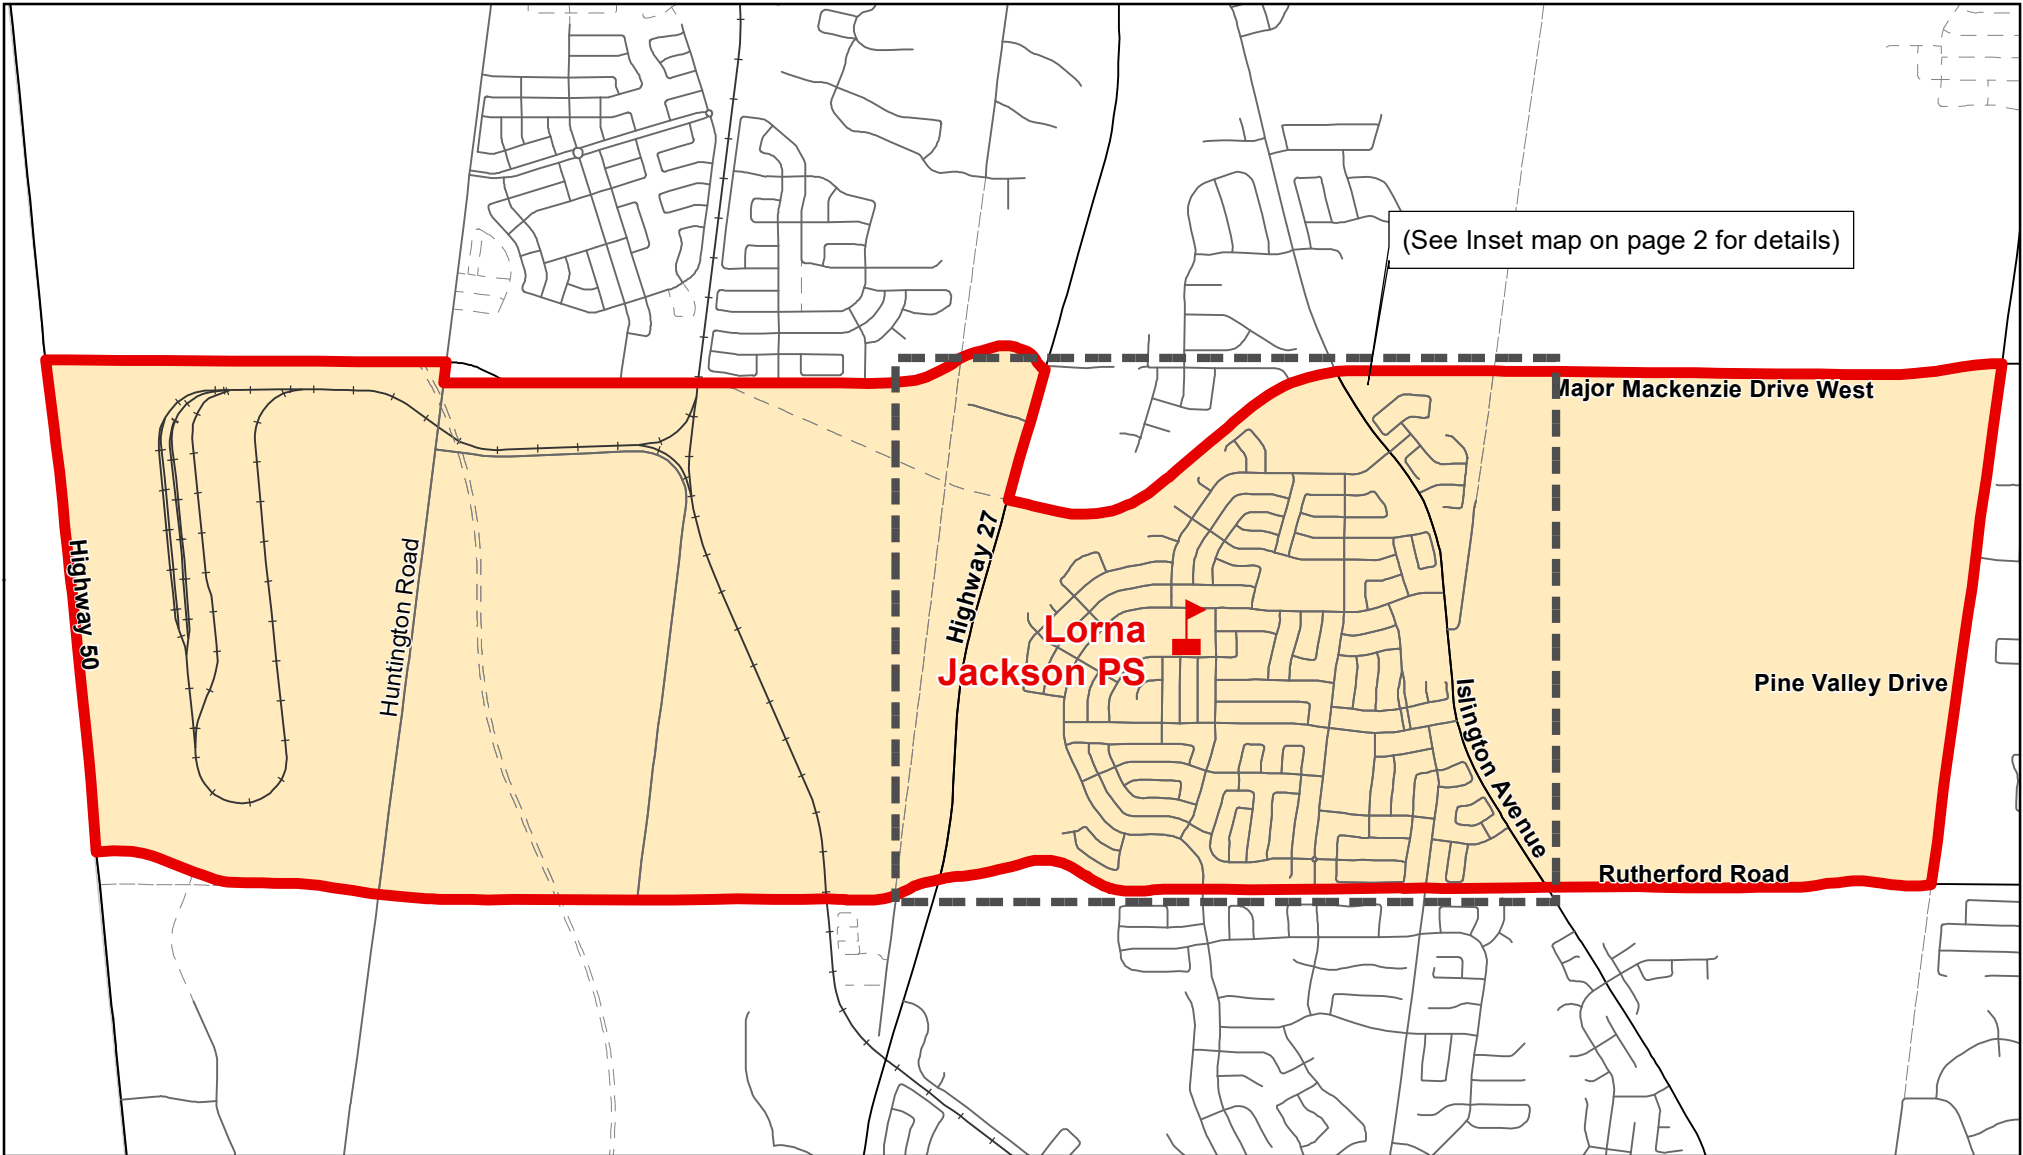 (See Inset map on page 2 for details)
Major Mackenzie Drive West
Highway 50
Huntington Road
Highway 27
Lorna
Jackson PS
Islington Avenue
Pine Valley Drive
Rutherford Road